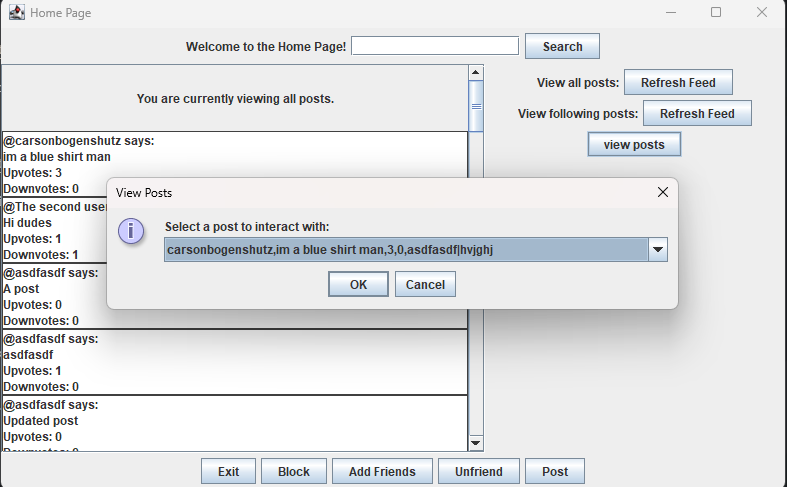 Home Page
Welcome to the Home Page! Search
You are currently viewing all posts.
View all posts: Refresh Feed
View following posts: Refresh Feed
view posts
@carsonbogenshutz says:
im a blue shirt man
Upvotes: 3
Downvotes: 0
@The second user
Hi dudes
Upvotes: 1
Downvotes: 1
@asdfasdf says:
A post
Upvotes: 0
Downvotes: 0
@asdfasdf says:
asdfasdf
Upvotes: 1
Downvotes: 0
@asdfasdf says:
Updated post
Upvotes: 0
Downvotes: 0
View Posts
Select a post to interact with:
carsonbogenshutz,im a blue shirt man,3,0,asdfasdf|hvjghj
OK Cancel
Exit Block Add Friends Unfriend Post